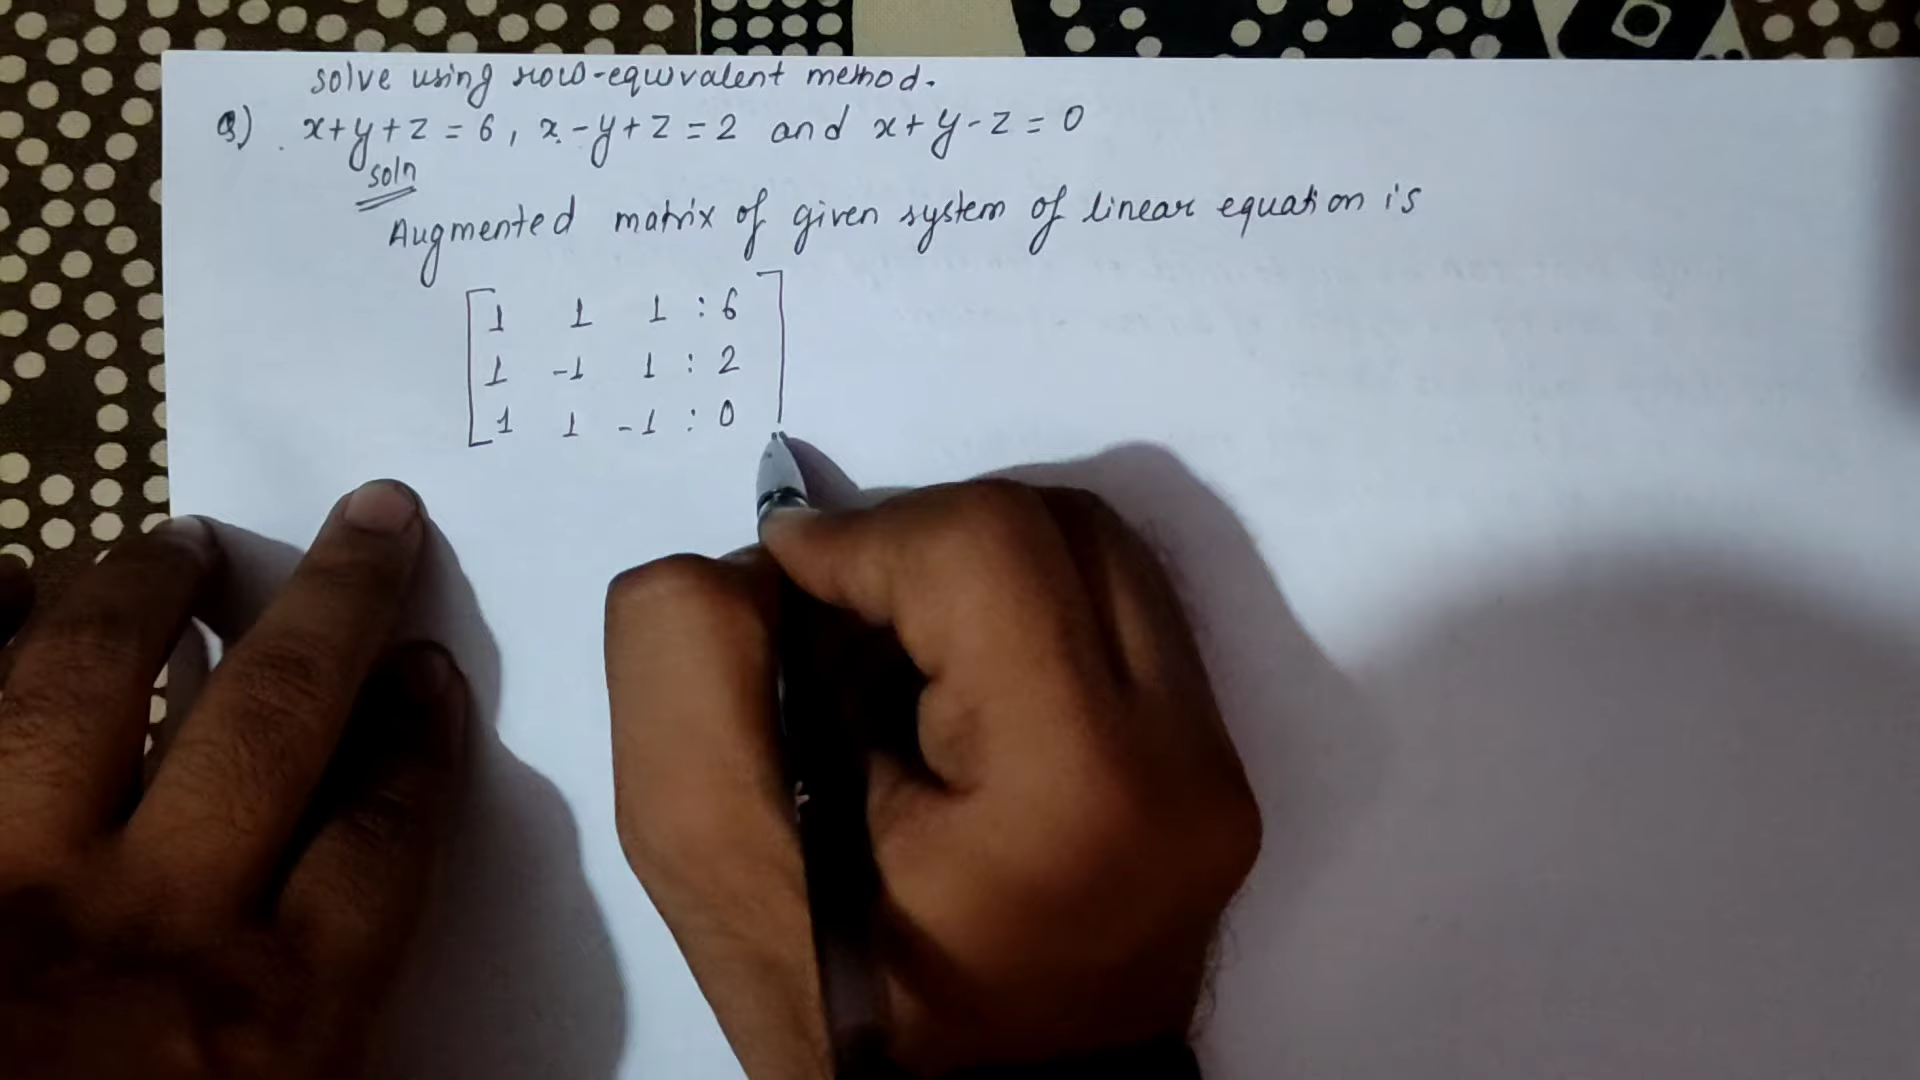 solve using row-equivalent method.
Q) x+y+z = 6, x-y+z = 2 and x+y-z = 0
soln
Augmented matrix of given system of linear equation is
1 1 1 : 6
1 -1 1 : 2
1 1 -1 : 0